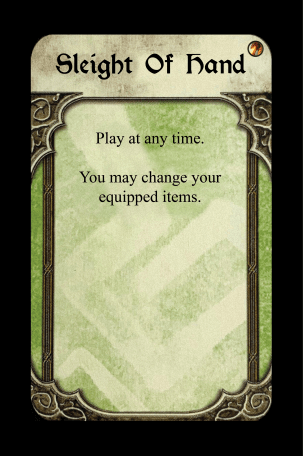 Sleight Of Hand
Play at any time.
You may change your
equipped items.